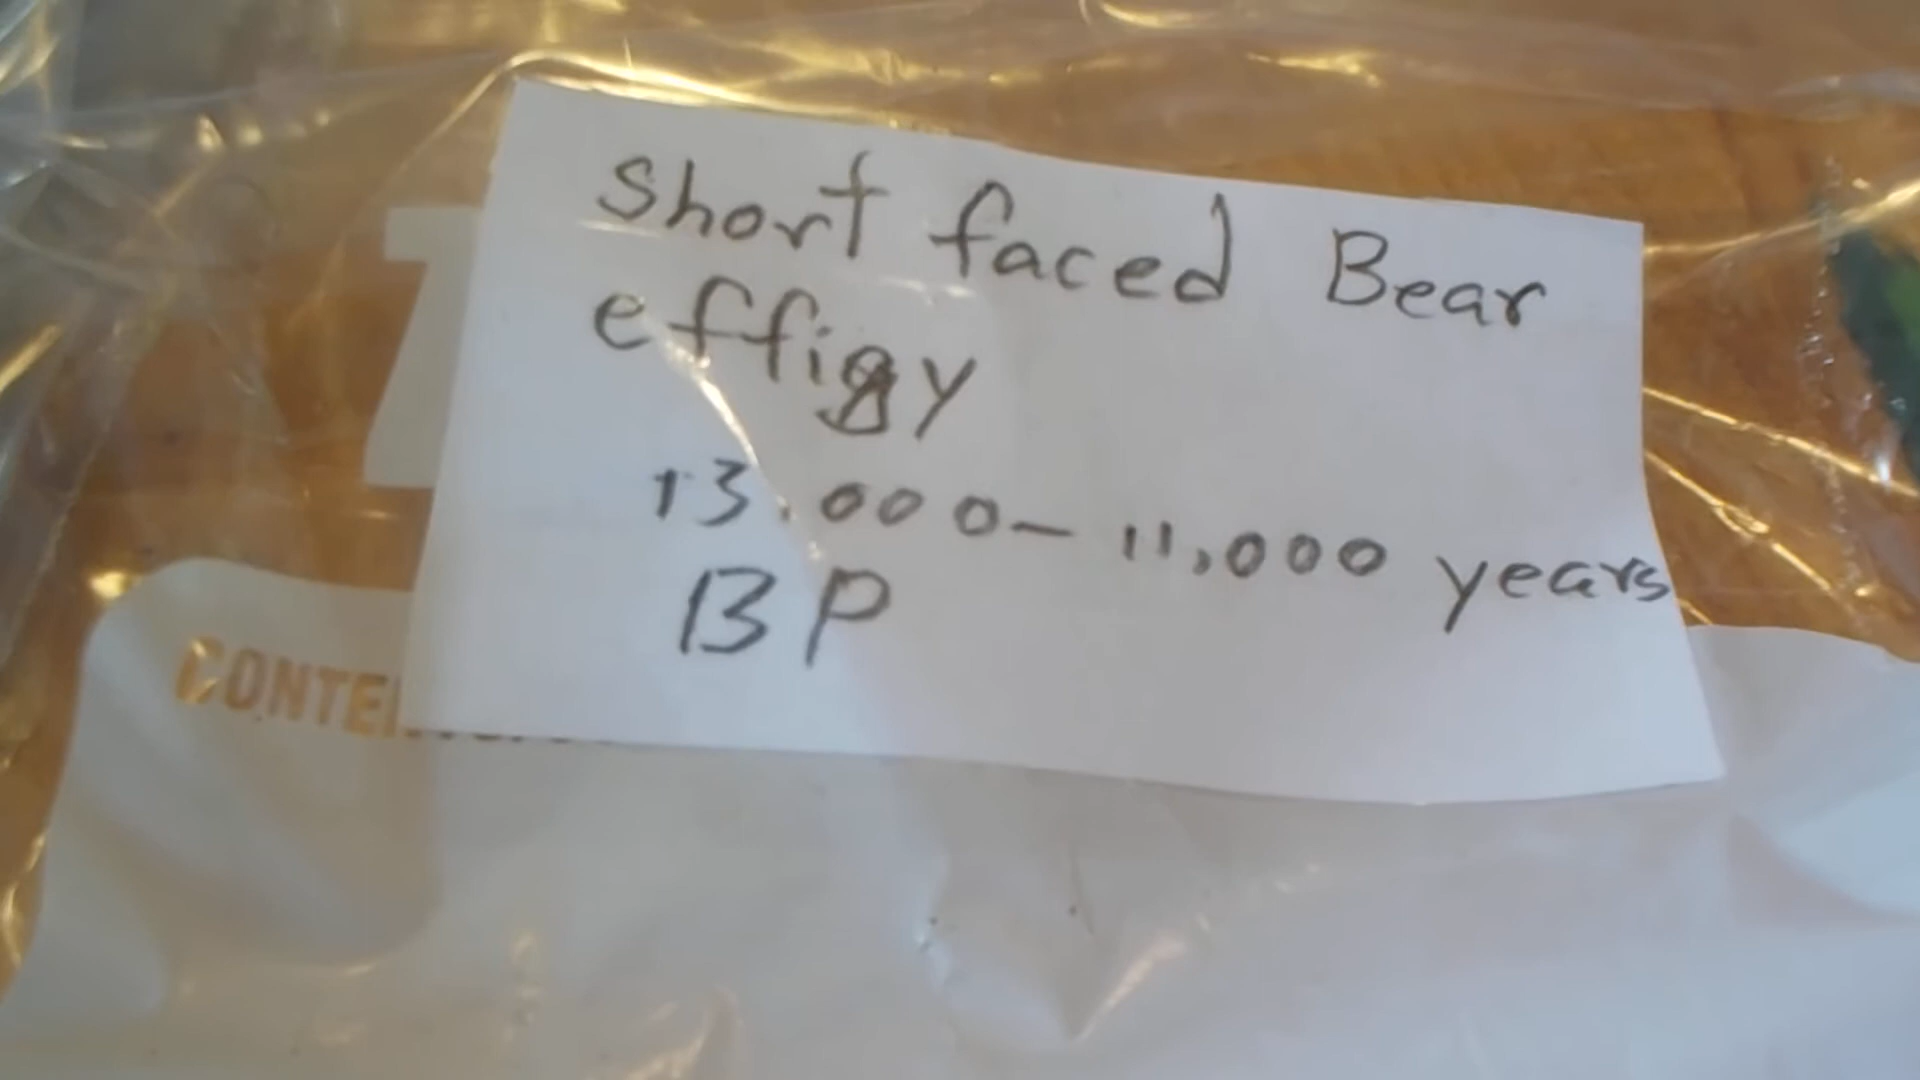 short faced Bear
effigy
13,000- 11,000 years
BP
CONTE